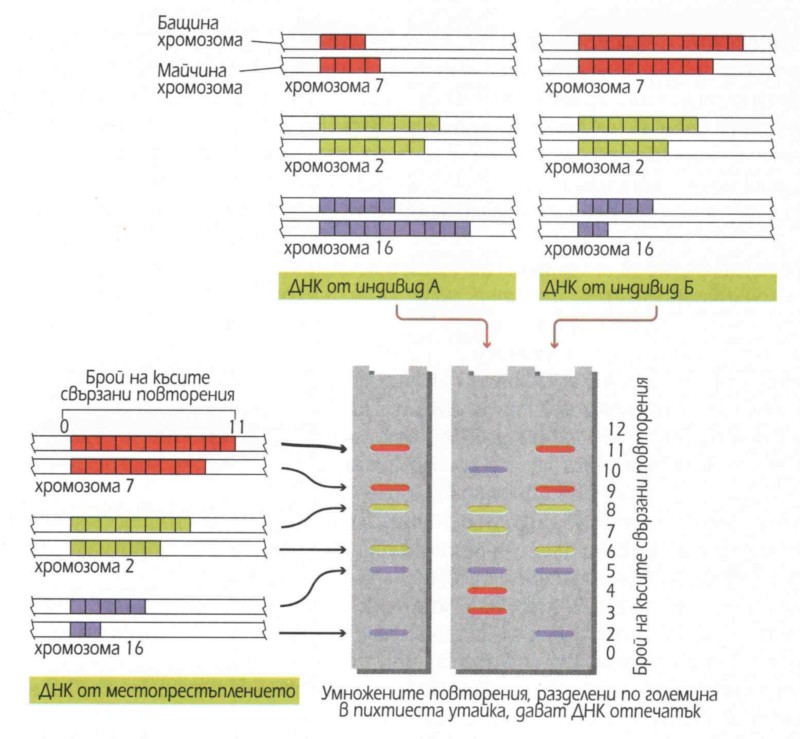 Бащина
хромозома
Майчина
хромозома
хромозома 7
хромозома 7
хромозома 2
хромозома 2
хромозома 16
хромозома 16
ДНК от индивид А
ДНК от индивид Б
Брой на късите
свързани повторения
0 11
хромозома 7
хромозома 2
хромозома 16
ДНК от местопрестъплението
12
11
10
9
8
7
6
5
4
3
2
0
Брой на късите свързани повторения
Умножените повторения, разделени по големина
в пихтиеста утайка, дават ДНК отпечатък